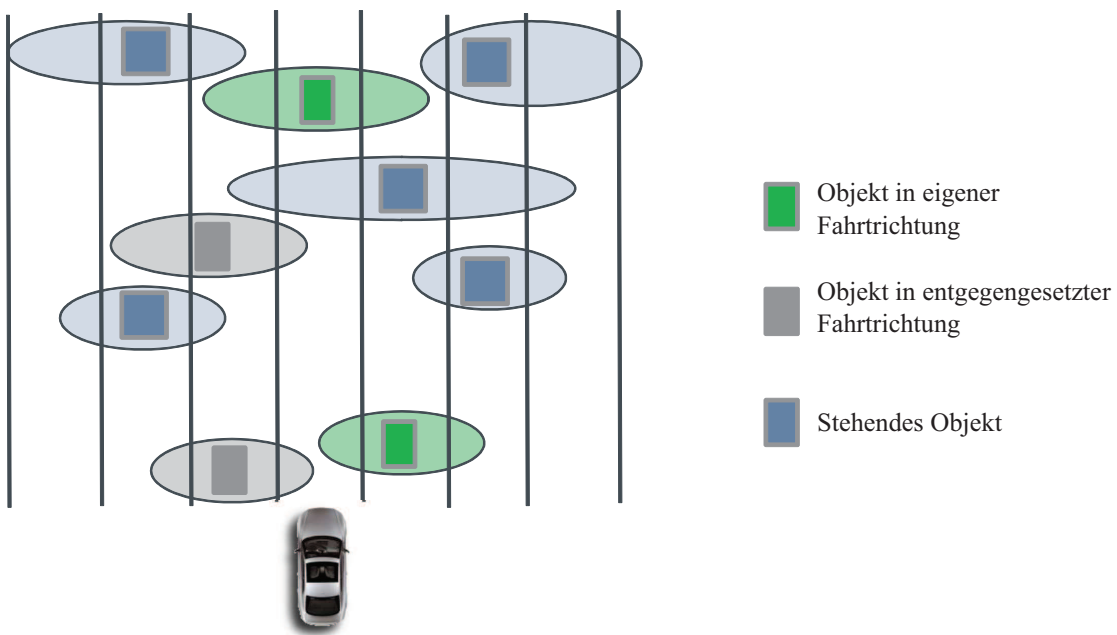 Objekt in eigener
Fahrtrichtung
Objekt in entgegengesetzter
Fahrtrichtung
Stehendes Objekt